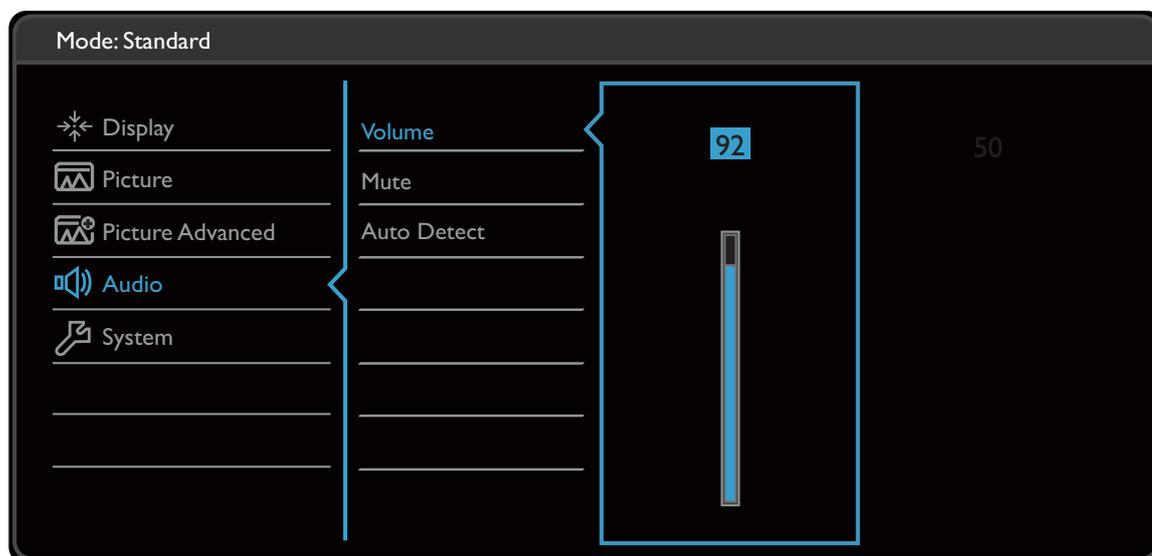 Mode: Standard
Display
Picture
Picture Advanced
Audio
System
Volume
Mute
Auto Detect
92
50